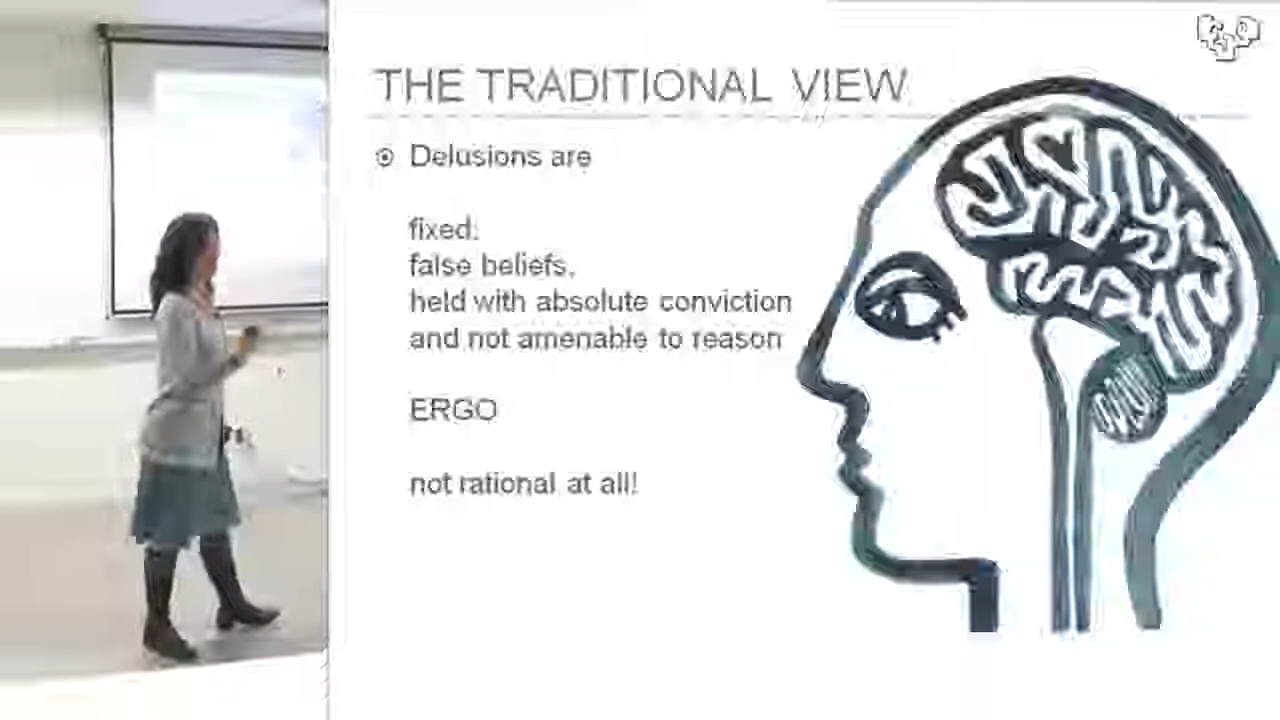 THE TRADITIONAL VIEW
Delusions are
fixed,
false beliefs,
held with absolute conviction
and not amenable to reason
ERGO
not rational at all!